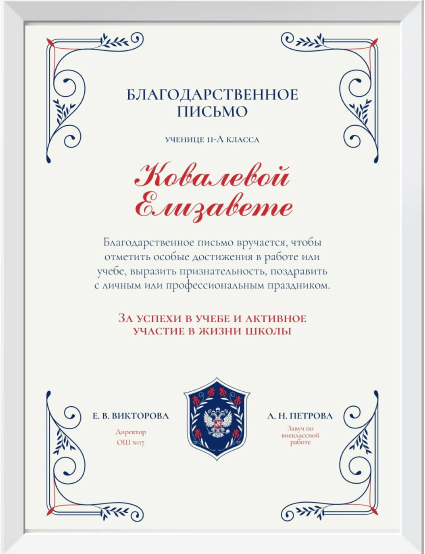 БЛАГОДАРСТВЕННОЕ
ПИСЬМО
УЧЕНИЦЕ 11-А КЛАССА
Ковалевой
Елизавете
Благодарственное письмо вручается, чтобы
отметить особые достижения в работе или
учебе, выразить признательность, поздравить
с личным или профессиональным праздником.
ЗА УСПЕХИ В УЧЕБЕ И АКТИВНОЕ
УЧАСТИЕ В ЖИЗНИ ШКОЛЫ
Е. В. ВИКТОРОВА
Директор
ОШ №17
А. Н. ПЕТРОВА
Завуч по
внеклассной
работе